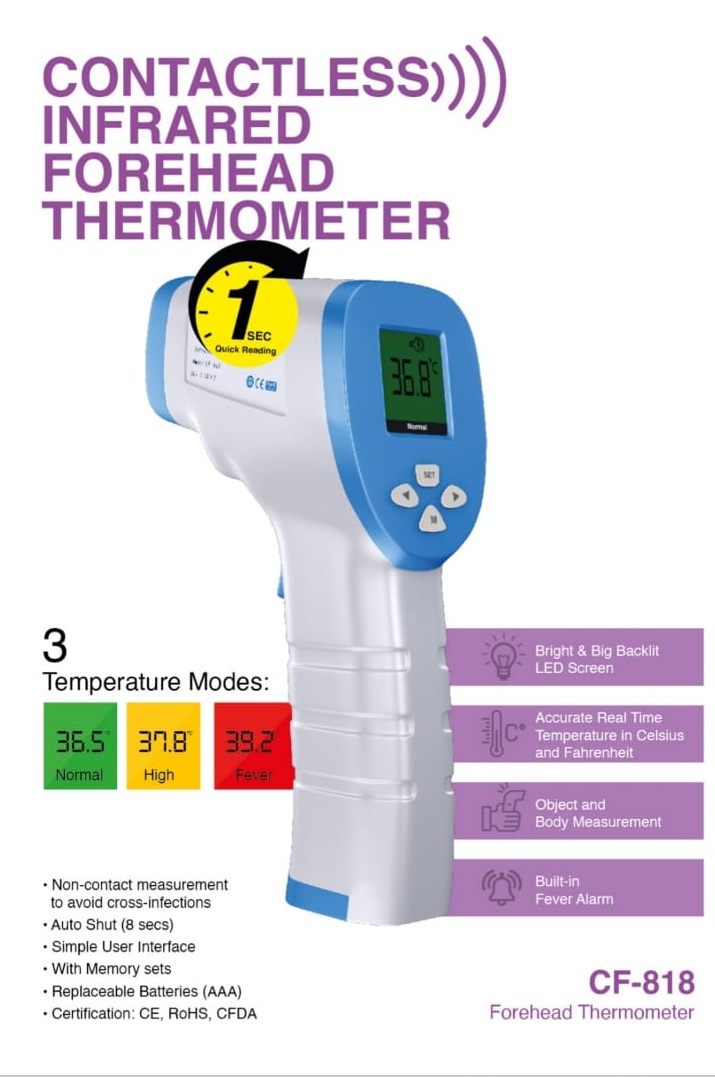 CONTACTLESS
INFRARED
FOREHEAD
THERMOMETER
1
SEC
Quick Reading
36.8°C
Normal
SET
M
3
Temperature Modes:
36.5° 37.8° 39.2°
Normal High Fever
Bright & Big Backlit
LED Screen
C°
Accurate Real Time
Temperature in Celsius
and Fahrenheit
Object and
Body Measurement
Built-in
Fever Alarm
• Non-contact measurement
to avoid cross-infections
• Auto Shut (8 secs)
• Simple User Interface
• With Memory sets
• Replaceable Batteries (AAA)
• Certification: CE, RoHS, CFDA
CF-818
Forehead Thermometer